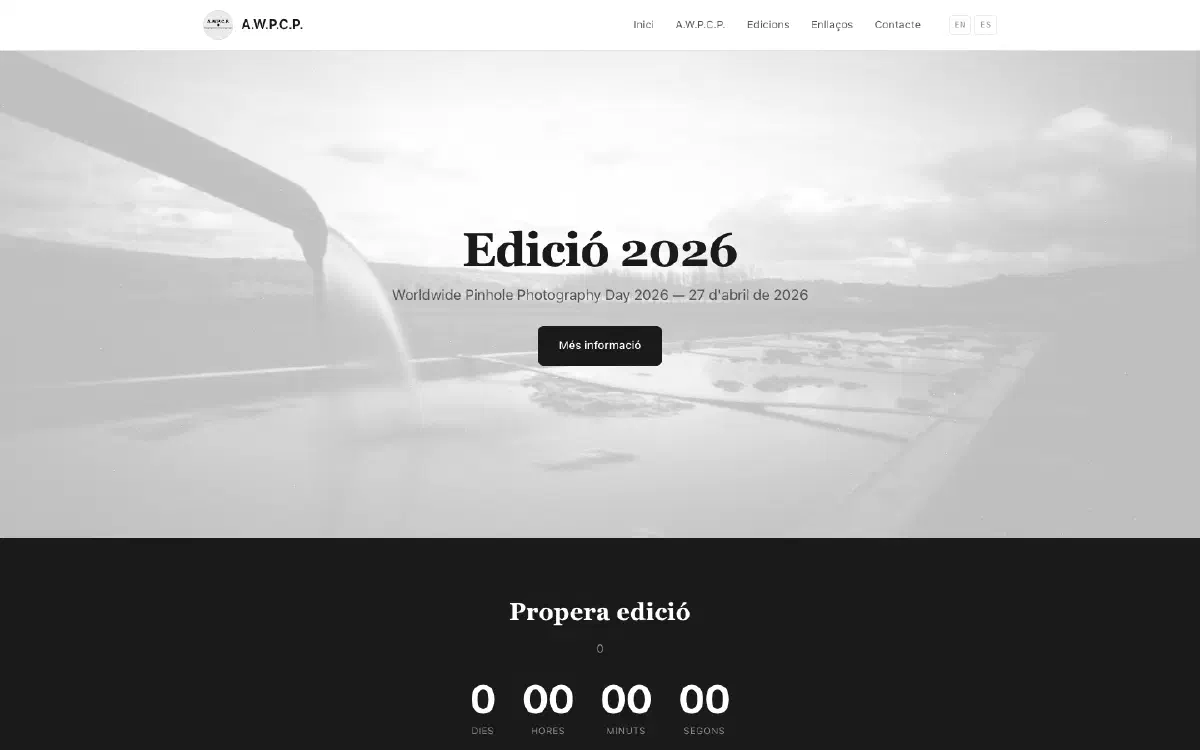 A.W.P.C.P.
A.W.P.C.P.
Inici
A.W.P.C.P.
Edicions
Enllaços
Contacte
EN
ES
Edició 2026
Worldwide Pinhole Photography Day 2026 — 27 d'abril de 2026
Més informació
Propera edició
0
0 00 00 00
DIES HORES MINUTS SEGONS